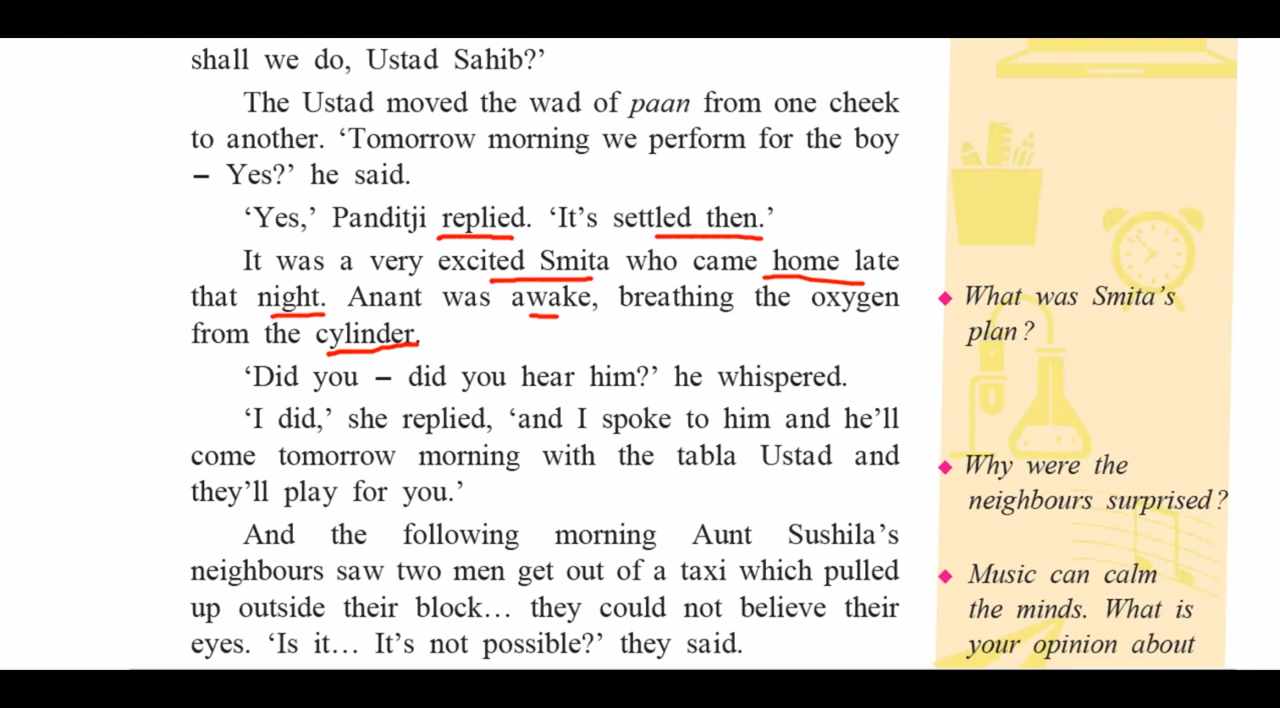 shall we do, Ustad Sahib?’
The Ustad moved the wad of paan from one cheek
to another. ‘Tomorrow morning we perform for the boy
– Yes?’ he said.
‘Yes,’ Panditji replied. ‘It’s settled then.’
It was a very excited Smita who came home late
that night. Anant was awake, breathing the oxygen
from the cylinder.
‘Did you – did you hear him?’ he whispered.
‘I did,’ she replied, ‘and I spoke to him and he’ll
come tomorrow morning with the tabla Ustad and
they’ll play for you.’
And the following morning Aunt Sushila’s
neighbours saw two men get out of a taxi which pulled
up outside their block... they could not believe their
eyes. ‘Is it... It’s not possible?’ they said.
What was Smita’s
plan?
Why were the
neighbours surprised?
Music can calm
the minds. What is
your opinion about